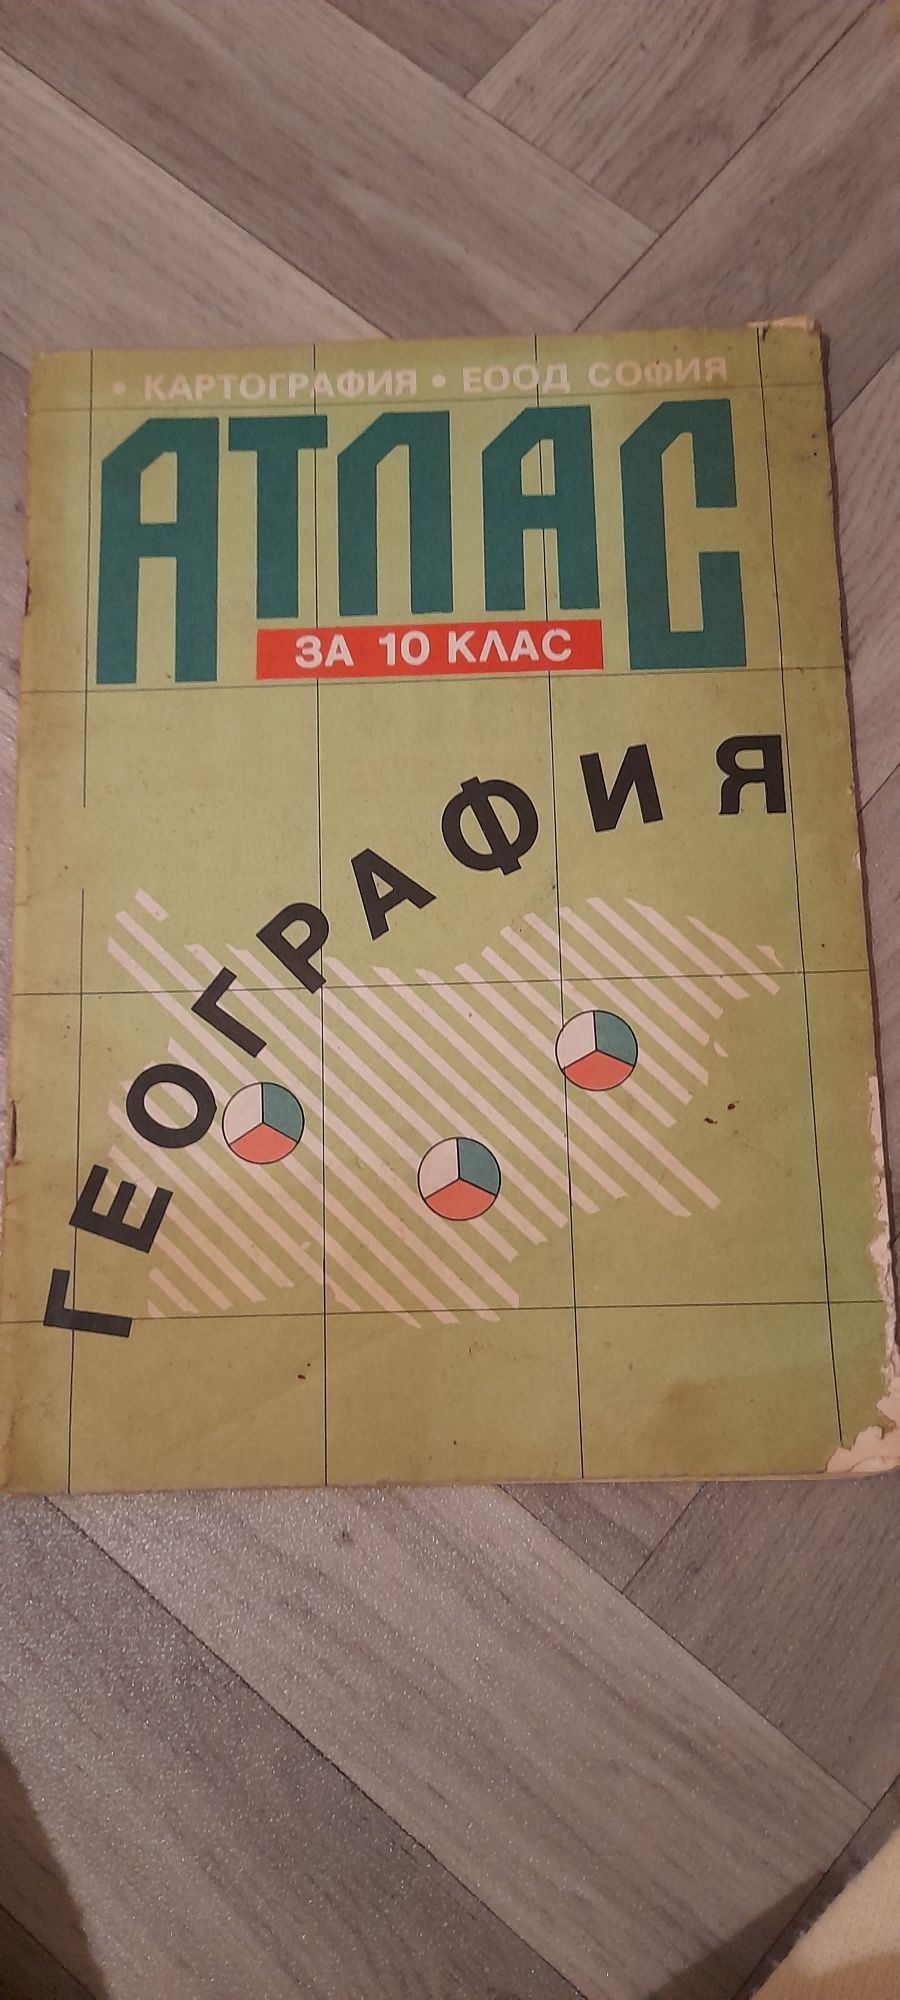 • КАРТОГРАФИЯ • ЕООД СОФИЯ
АТЛАС
ЗА 10 КЛАС
ГЕОГРАФИЯ